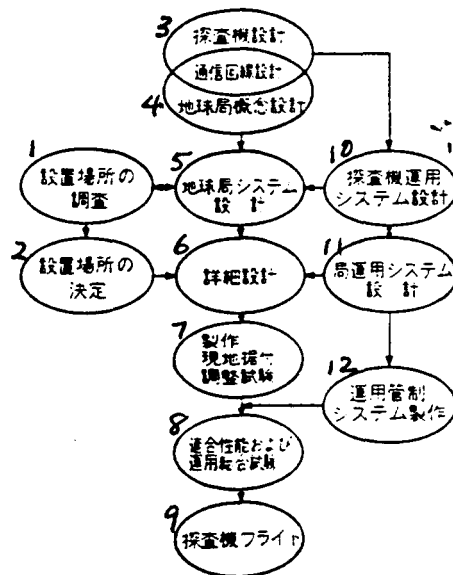 3
探査機設計
通信回線設計
4
地球局概念設計
1
設置場所の
調査
5
地球局システム
設計
10
探査機運用
システム設計
2
設置場所の
決定
6
詳細設計
11
局運用システム
設計
7
製作
現地据付
調整試験
12
運用管制
システム製作
8
適合性能および
運用総合試験
9
探査機フライト